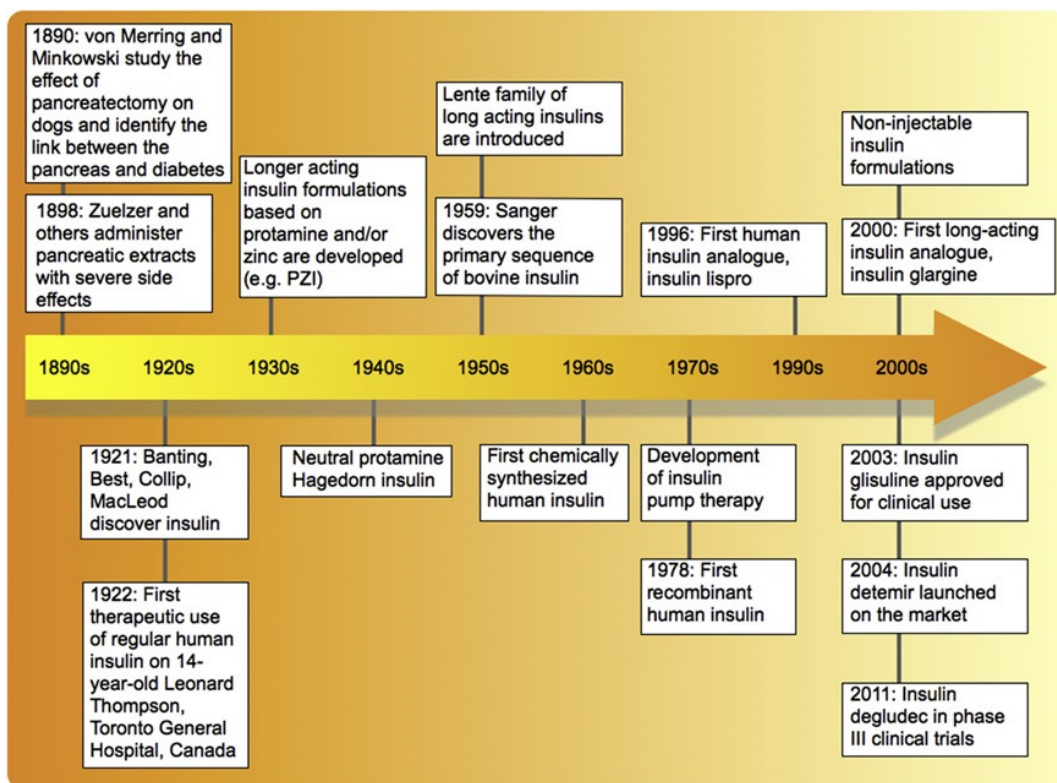 1890: von Merring and
Minkowski study the
effect of
pancreatectomy on
dogs and identify the
link between the
pancreas and diabetes
1898: Zuelzer and
others administer
pancreatic extracts
with severe side
effects
Longer acting
insulin formulations
based on
protamine and/or
zinc are developed
(e.g. PZI)
Lente family of
long acting insulins
are introduced
1959: Sanger
discovers the
primary sequence
of bovine insulin
1996: First human
insulin analogue,
insulin lispro
Non-injectable
insulin
formulations
2000: First long-acting
insulin analogue,
insulin glargine
1890s 1920s 1930s 1940s 1950s 1960s 1970s 1990s 2000s
1921: Banting,
Best, Collip,
MacLeod
discover insulin
1922: First
therapeutic use
of regular human
insulin on 14-
year-old Leonard
Thompson,
Toronto General
Hospital, Canada
Neutral protamine
Hagedorn insulin
First chemically
synthesized
human insulin
Development
of insulin
pump therapy
1978: First
recombinant
human insulin
2003: Insulin
glisuline approved
for clinical use
2004: Insulin
detemir launched
on the market
2011: Insulin
degludec in phase
III clinical trials